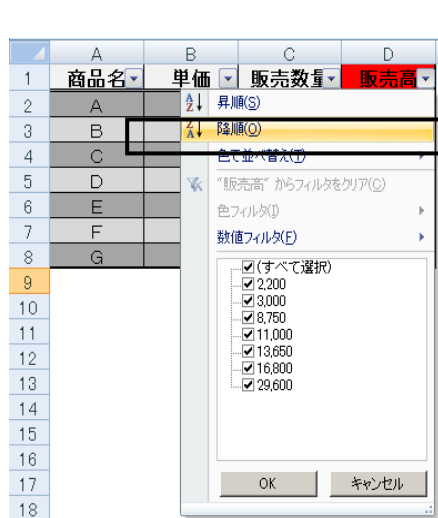 A B C D
1 商品名 単価 販売数量 販売高
2 A 昇順(S)
3 B 降順(O)
4 C 色で並べ替え(T)
5 D "販売高" からフィルタをクリア(C)
6 E 色フィルタ(I)
7 F 数値フィルタ(F)
8 G (すべて選択)
9 2,200
10 3,000
8,750
11 11,000
12 13,650
13 16,800
29,600
14
15
16
17 OK キャンセル
18